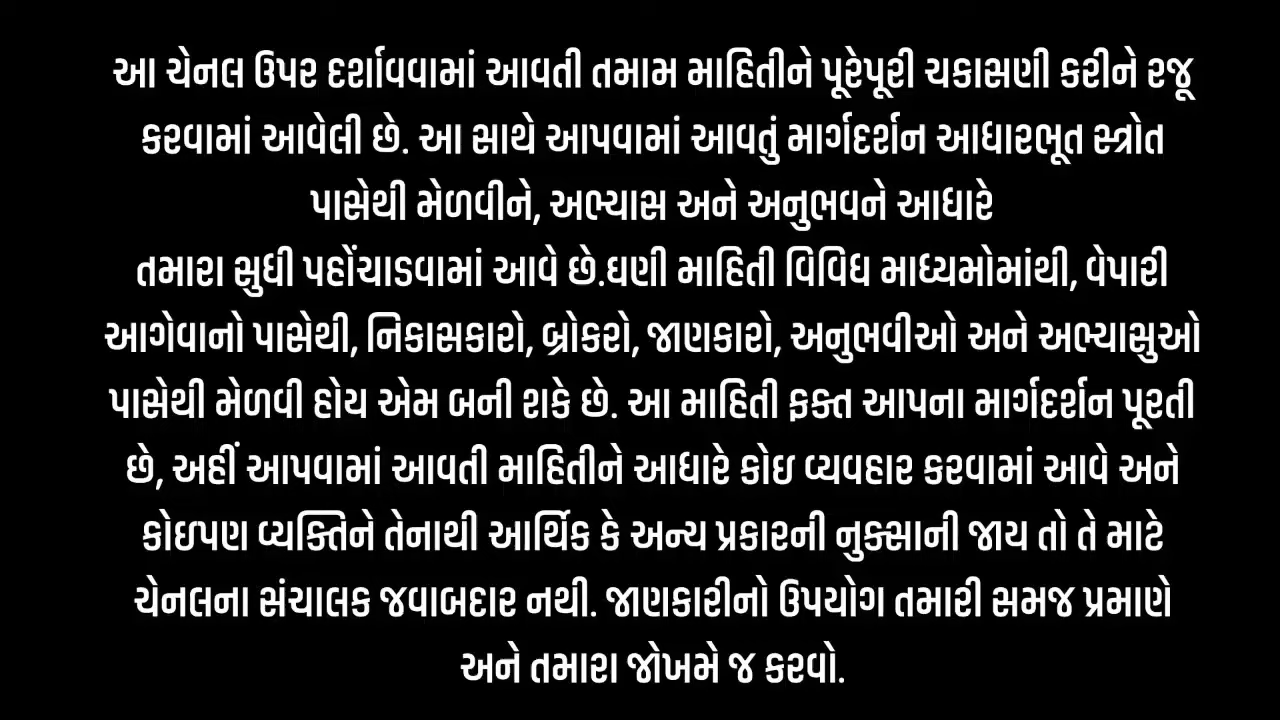 આ ચેનલ ઉપર દર્શાવવામાં આવતી તમામ માહિતીને પૂરેપૂરી ચકાસણી કરીને રજૂ
કરવામાં આવેલી છે. આ સાથે આપવામાં આવતું માર્ગદર્શન આધારભૂત સ્ત્રોત
પાસેથી મેળવીને, અભ્યાસ અને અનુભવને આધારે
તમારા સુધી પહોંચાડવામાં આવે છે.ઘણી માહિતી વિવિધ માધ્યમોમાંથી, વેપારી
આગેવાનો પાસેથી, નિકાસકારો, બ્રોકરો, જાણકારો, અનુભવીઓ અને અભ્યાસુઓ
પાસેથી મેળવી હોય એમ બની શકે છે. આ માહિતી ફક્ત આપના માર્ગદર્શન પૂરતી
છે, અહીં આપવામાં આવતી માહિતીને આધારે કોઇ વ્યવહાર કરવામાં આવે અને
કોઇપણ વ્યક્તિને તેનાથી આર્થિક કે અન્ય પ્રકારની નુક્સાની જાય તો તે માટે
ચેનલના સંચાલક જવાબદાર નથી. જાણકારીનો ઉપયોગ તમારી સમજ પ્રમાણે
અને તમારા જોખમે જ કરવો.